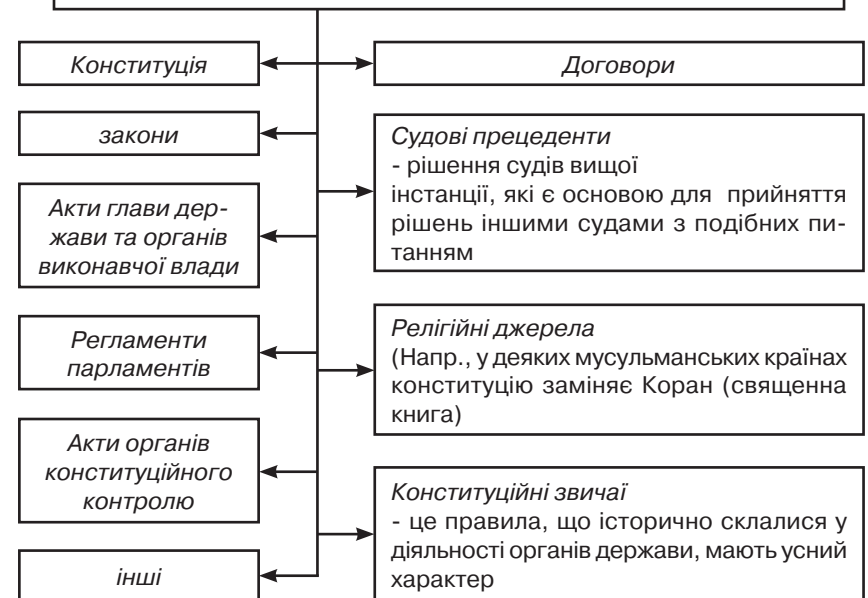 Конституція
Договори
закони
Судові прецеденти
- рішення судів вищої
інстанції, які є основою для прийняття
рішень іншими судами з подібних пи-
танням
Акти глави дер-
жави та органів
виконавчої влади
Регламенти
парламентів
Релігійні джерела
(Напр., у деяких мусульманських країнах
конституцію заміняє Коран (священна
книга)
Акти органів
конституційного
контролю
Конституційні звичаї
- це правила, що історично склалися у
діяльності органів держави, мають усний
характер
інші